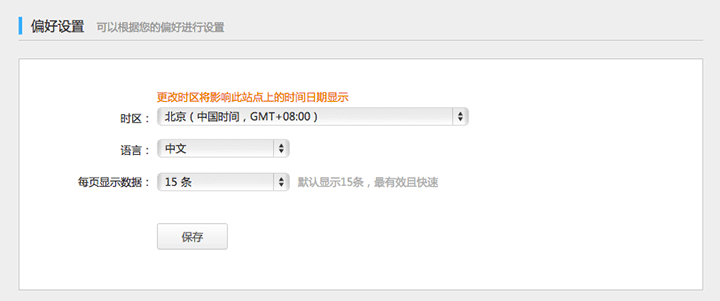 偏好设置 可以根据您的偏好进行设置
更改时区将影响此站点上的时间日期显示
时区： 北京（中国时间，GMT+08:00）
语言： 中文
每页显示数据： 15 条 默认显示15条，最有效且快速
保存